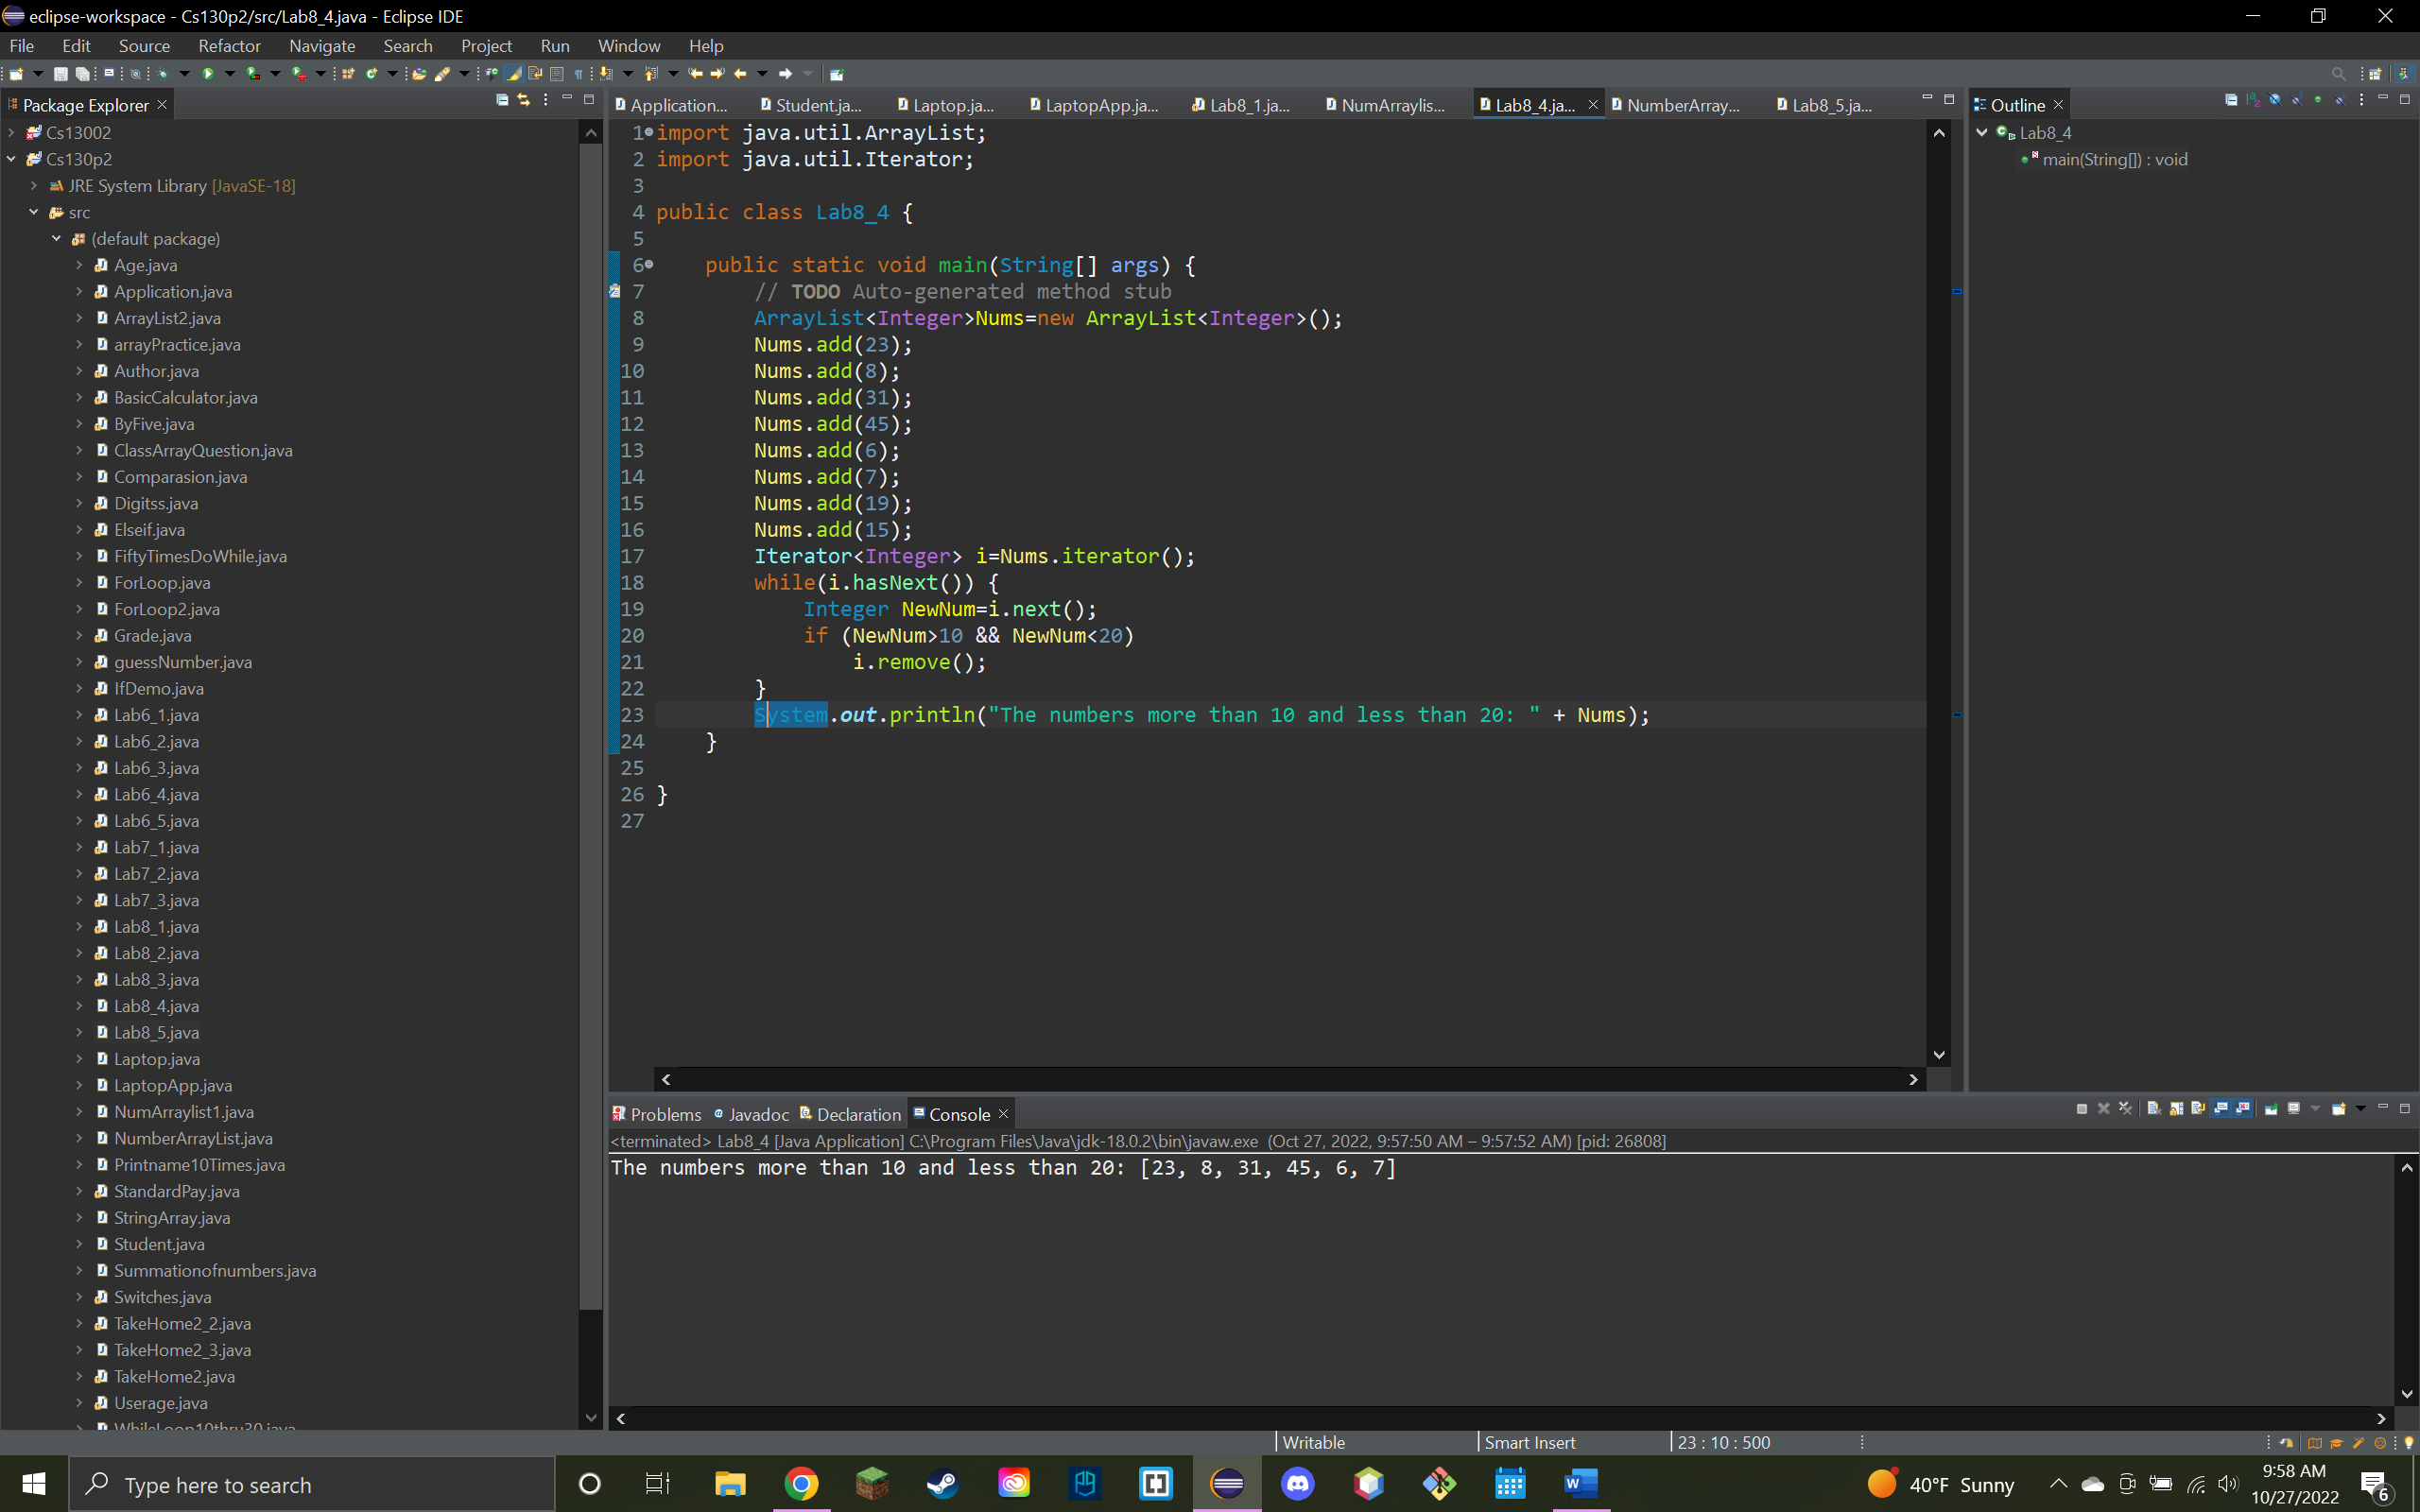 eclipse-workspace - Cs130p2/src/Lab8_4.java - Eclipse IDE
File Edit Source Refactor Navigate Search Project Run Window Help
Package Explorer
Cs13002
Cs130p2
JRE System Library [JavaSE-18]
src
(default package)
Age.java
Application.java
ArrayList2.java
arrayPractice.java
Author.java
BasicCalculator.java
ByFive.java
ClassArrayQuestion.java
Comparasion.java
Digitss.java
Elseif.java
FiftyTimesDoWhile.java
ForLoop.java
ForLoop2.java
Grade.java
guessNumber.java
IfDemo.java
Lab6_1.java
Lab6_2.java
Lab6_3.java
Lab6_4.java
Lab6_5.java
Lab7_1.java
Lab7_2.java
Lab7_3.java
Lab8_1.java
Lab8_2.java
Lab8_3.java
Lab8_4.java
Lab8_5.java
Laptop.java
LaptopApp.java
NumArraylist1.java
NumberArrayList.java
Printname10Times.java
StandardPay.java
StringArray.java
Student.java
Summationofnumbers.java
Switches.java
TakeHome2_2.java
TakeHome2_3.java
TakeHome2.java
Userage.java
WhileLoop10thru30.java
Application... Student.ja... Laptop.ja... LaptopApp.ja... Lab8_1.ja... NumArraylis... Lab8_4.ja... NumberArray... Lab8_5.ja...
1 import java.util.ArrayList;
2 import java.util.Iterator;
3
4 public class Lab8_4 {
5
6 public static void main(String[] args) {
7 // TODO Auto-generated method stub
8 ArrayList<Integer>Nums=new ArrayList<Integer>();
9 Nums.add(23);
10 Nums.add(8);
11 Nums.add(31);
12 Nums.add(45);
13 Nums.add(6);
14 Nums.add(7);
15 Nums.add(19);
16 Nums.add(15);
17 Iterator<Integer> i=Nums.iterator();
18 while(i.hasNext()) {
19 Integer NewNum=i.next();
20 if (NewNum>10 && NewNum<20)
21 i.remove();
22 }
23 System.out.println("The numbers more than 10 and less than 20: " + Nums);
24 }
25
26 }
27
Outline
Lab8_4
main(String[]) : void
Problems Javadoc Declaration Console
<terminated> Lab8_4 [Java Application] C:\Program Files\Java\jdk-18.0.2\bin\javaw.exe (Oct 27, 2022, 9:57:50 AM – 9:57:52 AM) [pid: 26808]
The numbers more than 10 and less than 20: [23, 8, 31, 45, 6, 7]
Writable Smart Insert 23 : 10 : 500
Type here to search
40°F Sunny
9:58 AM
10/27/2022
6